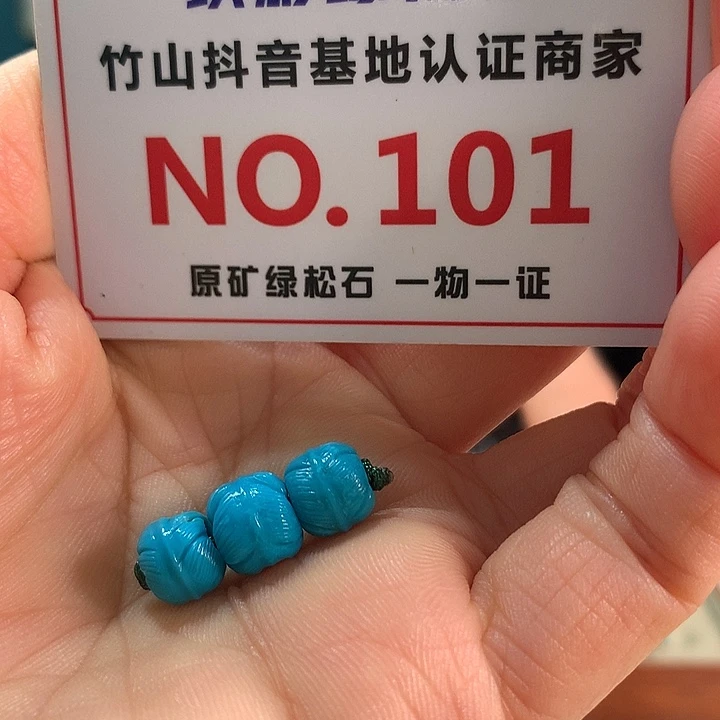 竹山抖音基地认证商家
NO.101
原矿绿松石 一物一证